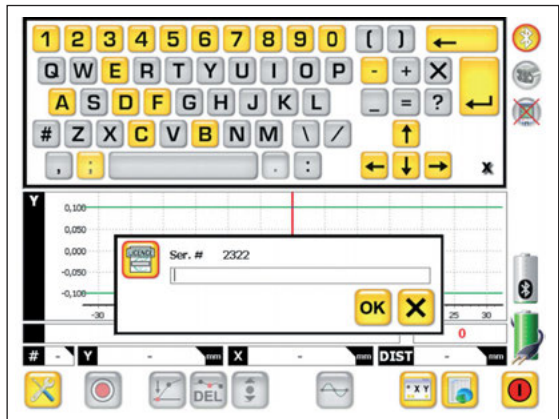 1 2 3 4 5 6 7 8 9 0 ( ) ←
Q W E R T Y U I O P - + X
A S D F G H J K L _ = ?
# Z X C V B N M \ / ↑
, ; . : ← ↓ → x
Y
0,100
0,050
0,000
-0,050
-0,100
-30 25 30
LICENCE
Ser. # 2322
OK X
0
# - Y - mm X - mm DIST - mm
DEL * X Y